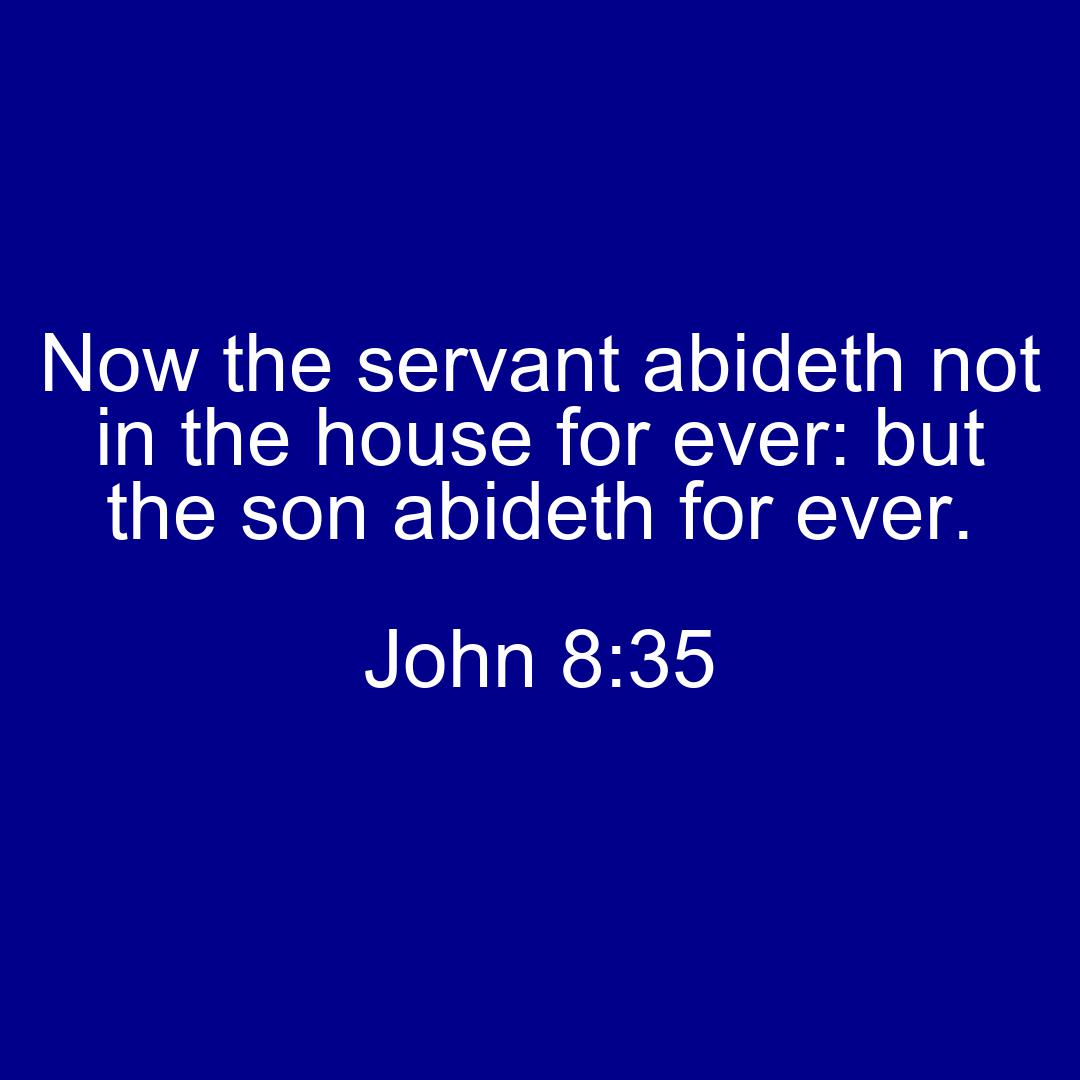 Now the servant abideth not
in the house for ever: but
the son abideth for ever.
John 8:35